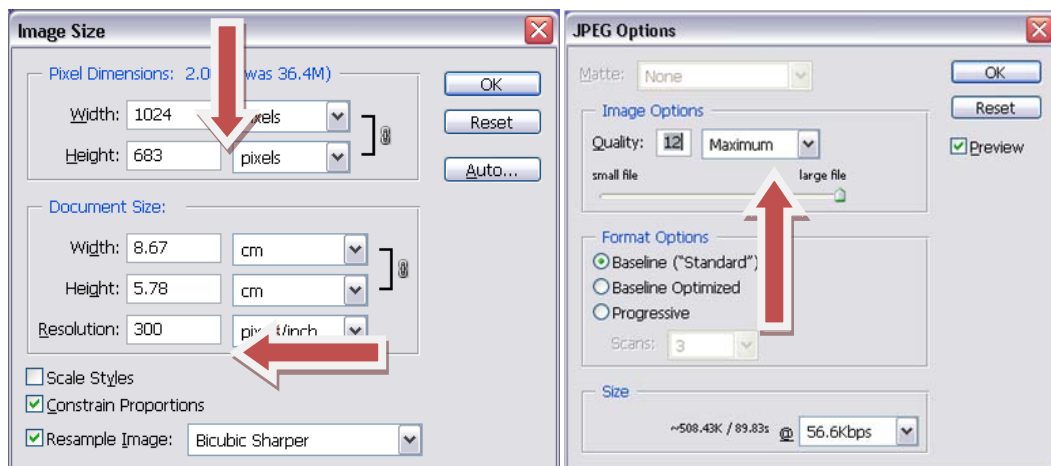 Image Size
Pixel Dimensions: was 36.4M)
Width: 1024
Height: 683 pixels
OK
Reset
Auto...
Document Size:
Width: 8.67 cm
Height: 5.78 cm
Resolution: 300
Scale Styles
Constrain Proportions
Resample Image: Bicubic Sharper
JPEG Options
Matte: None
OK
Reset
Preview
Image Options
Quality: 12 Maximum
small file large file
Format Options
Baseline ("Standard")
Baseline Optimized
Progressive
Scans: 3
Size
~508.43K / 89.83s @ 56.6Kbps